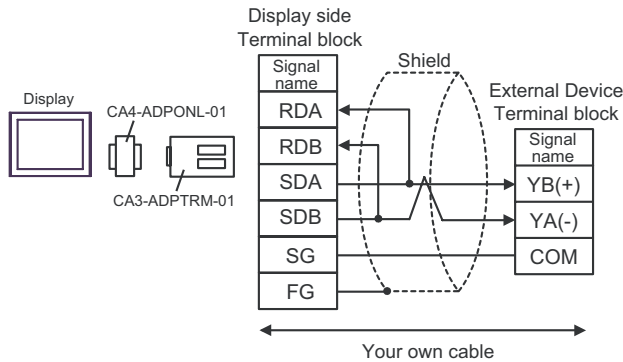 Display side
Terminal block
Signal
name
RDA
RDB
SDA
SDB
SG
FG
Shield
External Device
Terminal block
Signal
name
YB(+)
YA(-)
COM
Display
CA4-ADPONL-01
CA3-ADPTRM-01
Your own cable